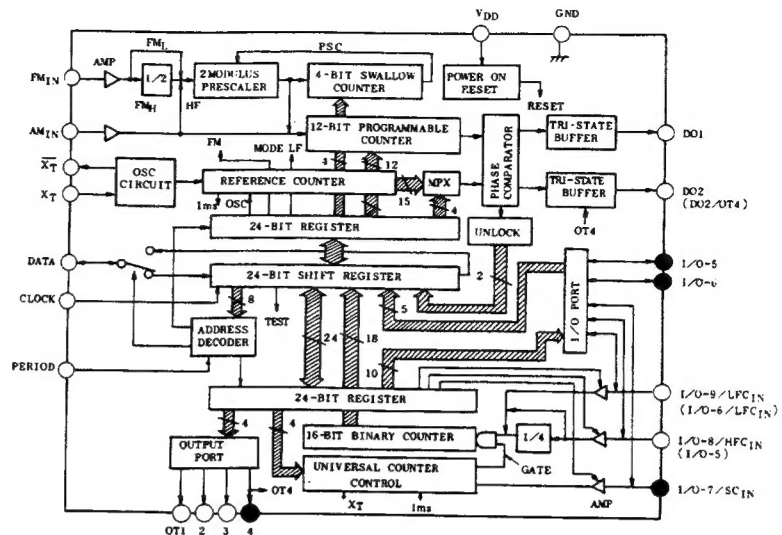 VDD
GND
FML
PSC
AMP
FMIN
1/2
2MODULUS
PRESCALER
4-BIT SWALLOW
COUNTER
POWER ON
RESET
FMH
HF
RESET
AMIN
12-BIT PROGRAMMABLE
COUNTER
TRI-STATE
BUFFER
DO1
PHASE
COMPARATOR
FM
MODE LF
4
12
XT
OSC
CIRCUIT
REFERENCE COUNTER
MPX
TRI-STATE
BUFFER
DO2
(DO2/OT4)
XT
1ms
OSC
15
4
OT4
24-BIT REGISTER
UNLOCK
DATA
24-BIT SHIFT REGISTER
2
I/O-5
I/O-6
I/O PORT
CLOCK
8
TEST
5
ADDRESS
DECODER
24
18
10
PERIOD
24-BIT REGISTER
I/O-9/LFCIN
(I/O-6/LFCIN)
4
4
16-BIT BINARY COUNTER
1/4
I/O-8/HFCIN
(I/O-5)
OUTPUT
PORT
UNIVERSAL COUNTER
CONTROL
GATE
OT4
I/O-7/SCIN
XT
1ms
AMP
OT1
2
3
4